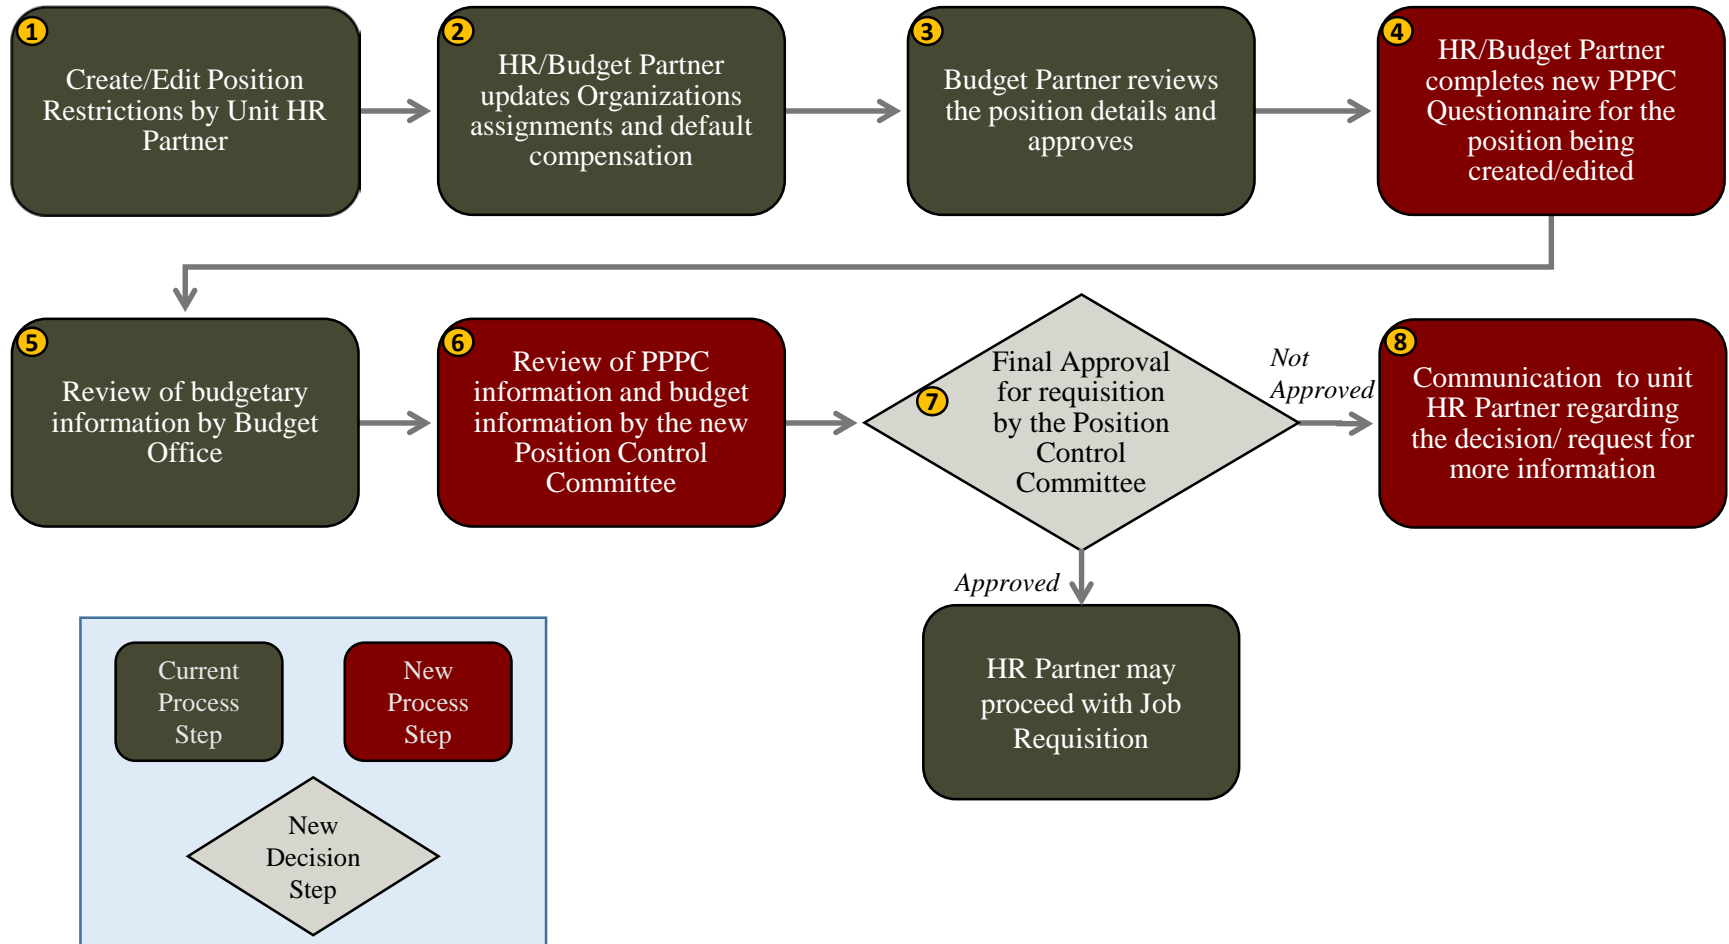 1
Create/Edit Position
Restrictions by Unit HR
Partner
2
HR/Budget Partner
updates Organizations
assignments and default
compensation
3
Budget Partner reviews
the position details and
approves
4
HR/Budget Partner
completes new PPPC
Questionnaire for the
position being
created/edited
5
Review of budgetary
information by Budget
Office
6
Review of PPPC
information and budget
information by the new
Position Control
Committee
7
Final Approval
for requisition
by the Position
Control
Committee
Not
Approved
8
Communication to unit
HR Partner regarding
the decision/ request for
more information
Approved
HR Partner may
proceed with Job
Requisition
Current
Process
Step
New
Process
Step
New
Decision
Step